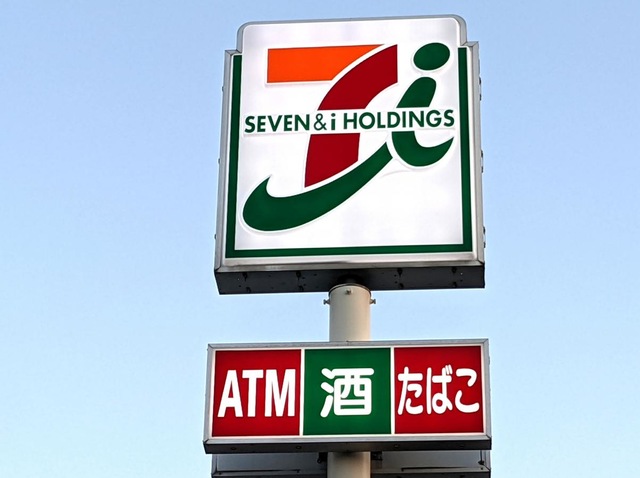 SEVEN & i HOLDINGS
ATM 酒 たばこ